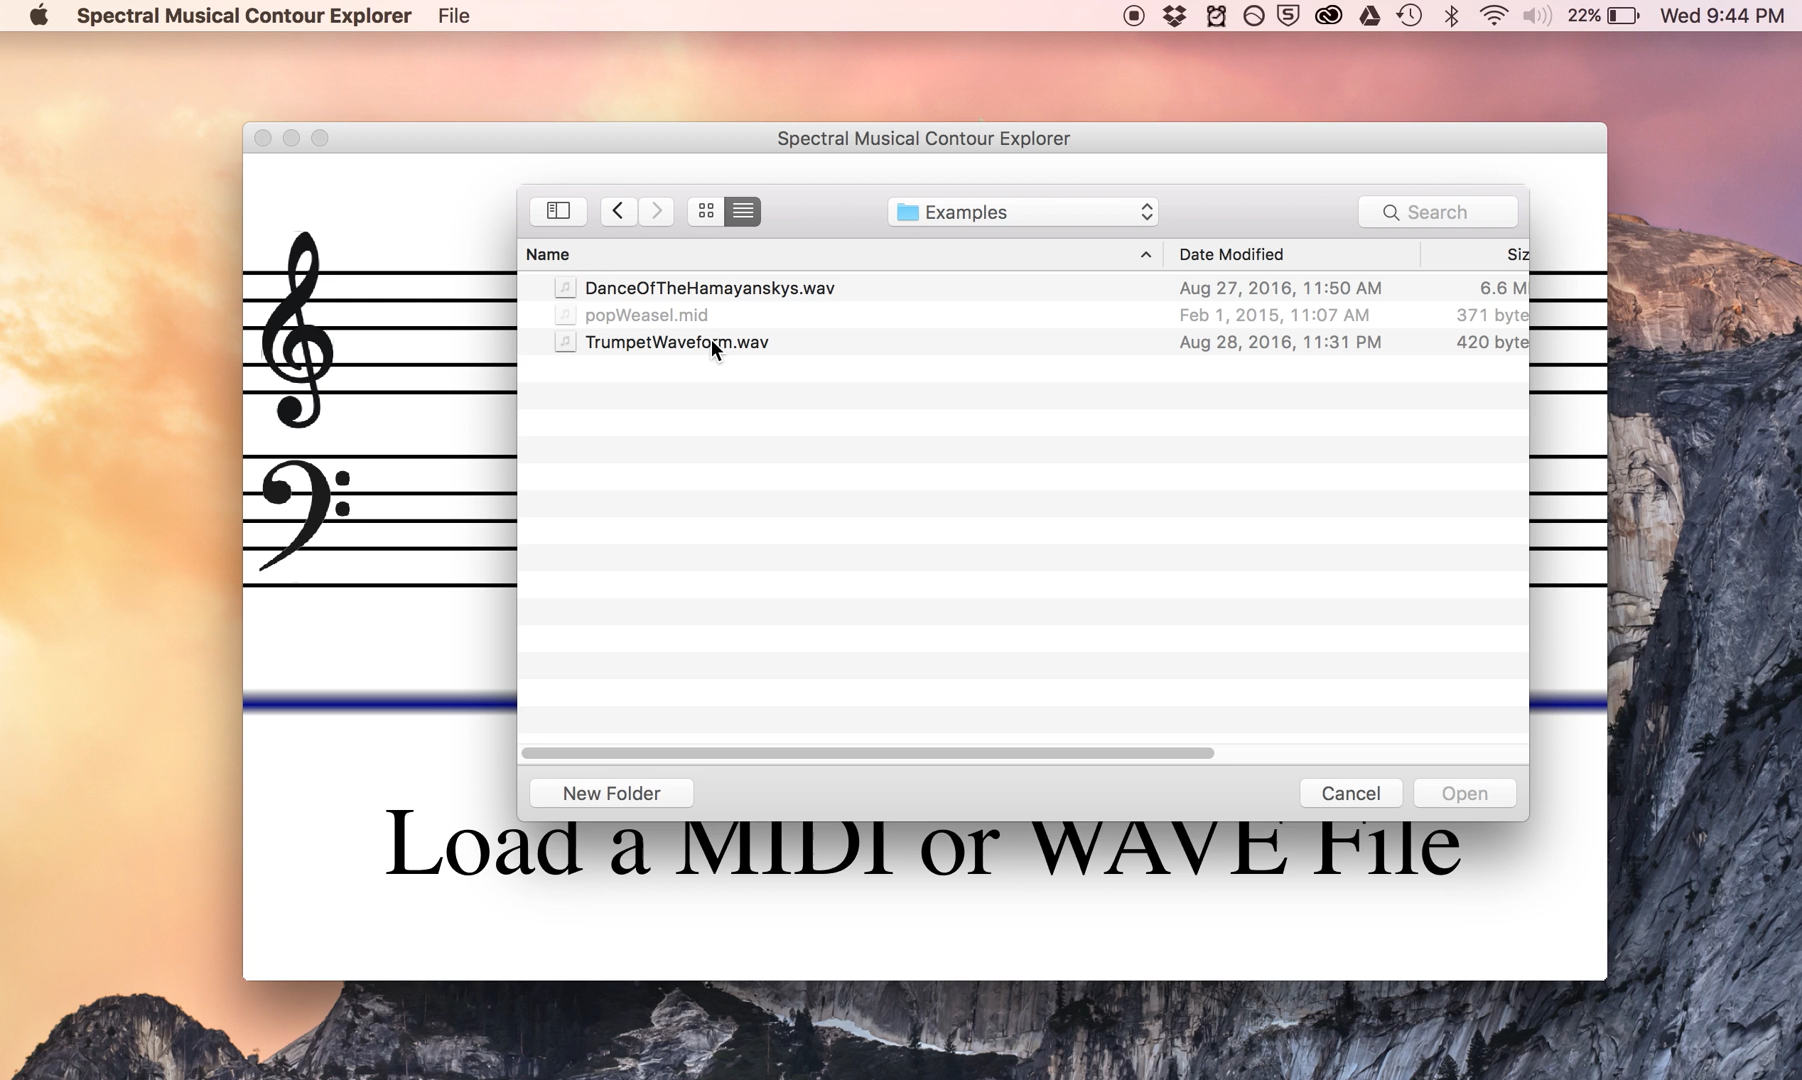 Spectral Musical Contour Explorer File 22% Wed 9:44 PM
Spectral Musical Contour Explorer
Examples Search
Name Date Modified Siz
DanceOfTheHamayanskys.wav Aug 27, 2016, 11:50 AM 6.6 M
popWeasel.mid Feb 1, 2015, 11:07 AM 371 byte
TrumpetWaveform.wav Aug 28, 2016, 11:31 PM 420 byte
New Folder Cancel Open
Load a MIDI or WAVE File